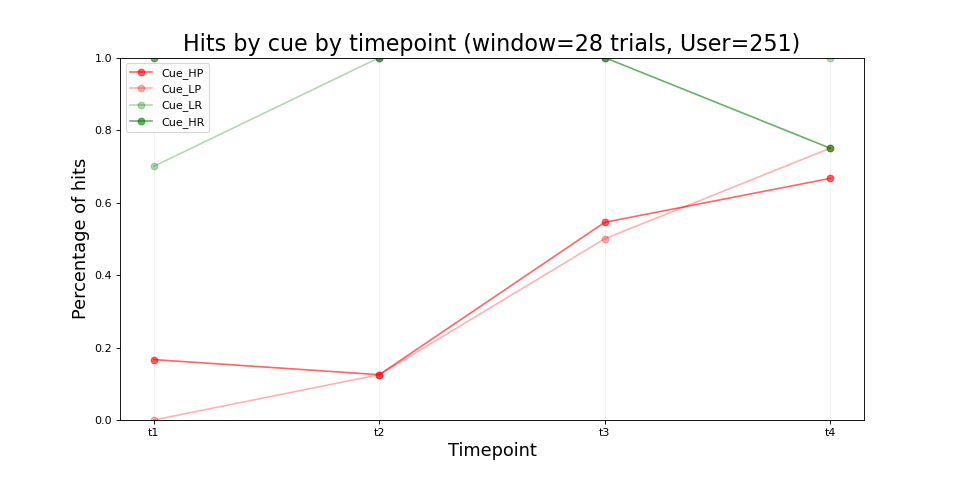 Hits by cue by timepoint (window=28 trials, User=251)
Percentage of hits
1.0
0.8
0.6
0.4
0.2
0.0
Cue_HP
Cue_LP
Cue_LR
Cue_HR
t1 t2 t3 t4
Timepoint